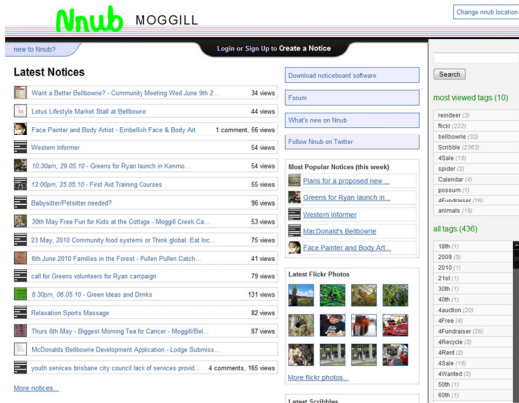 Change nnub location
Nnub MOGGILL
new to Nnub?
Login or Sign Up to Create a Notice
Latest Notices
Want a Better Bellbowrie? - Community Meeting Wed June 9th 2... 34 views
Lotus Lifestyle Market Stall at Bellbowrie 44 views
Face Painter and Body Artist - Embellish Face & Body Art 1 comment, 56 views
Western Informer 54 views
10:30am, 29.05.10 - Greens for Ryan launch in Kenmo... 54 views
12:00pm, 25.05.10 - First Aid Training Courses 55 views
Babysitter/Petsitter needed? 96 views
30th May Free Fun for Kids at the Cottage - Moggill Creek Ca... 53 views
23 May, 2010 Community food systems or Think global: Eat loc... 75 views
6th June 2010 Families in the Forest - Pullen Pullen Catch... 41 views
call for Greens volunteers for Ryan campaign 79 views
6:30pm, 06.05.10 - Green Ideas and Drinks 131 views
Relaxation Sports Massage 82 views
Thurs 6th May - Biggest Morning Tea for Cancer - Moggill/Bel... 87 views
McDonalds Bellbowrie Development Application - Lodge Submiss...
youth services brisbane city council lack of services provid... 4 comments, 165 views
More notices...
Download noticeboard software
Forum
What's new on Nnub
Follow Nnub on Twitter
Most Popular Notices (this week)
Plans for a proposed new ...
Greens for Ryan launch in...
Western Informer
MacDonald's Bellbowrie
Face Painter and Body Art...
Latest Flickr Photos
More flickr photos...
Latest Scribbles
Search
most viewed tags (10)
reindeer (3)
flickr (222)
bellbowrie (33)
Scribble (2363)
4Sale (18)
spider (2)
Calendar (4)
possum (1)
4Fundraiser (26)
animals (18)
all tags (436)
18th (1)
2009 (5)
2010 (1)
21st (1)
30th (1)
40th (1)
4auction (20)
4Free (4)
4Fundraiser (26)
4Recycle (2)
4Rent (2)
4Sale (18)
4Wanted (2)
50th (1)
60th (1)